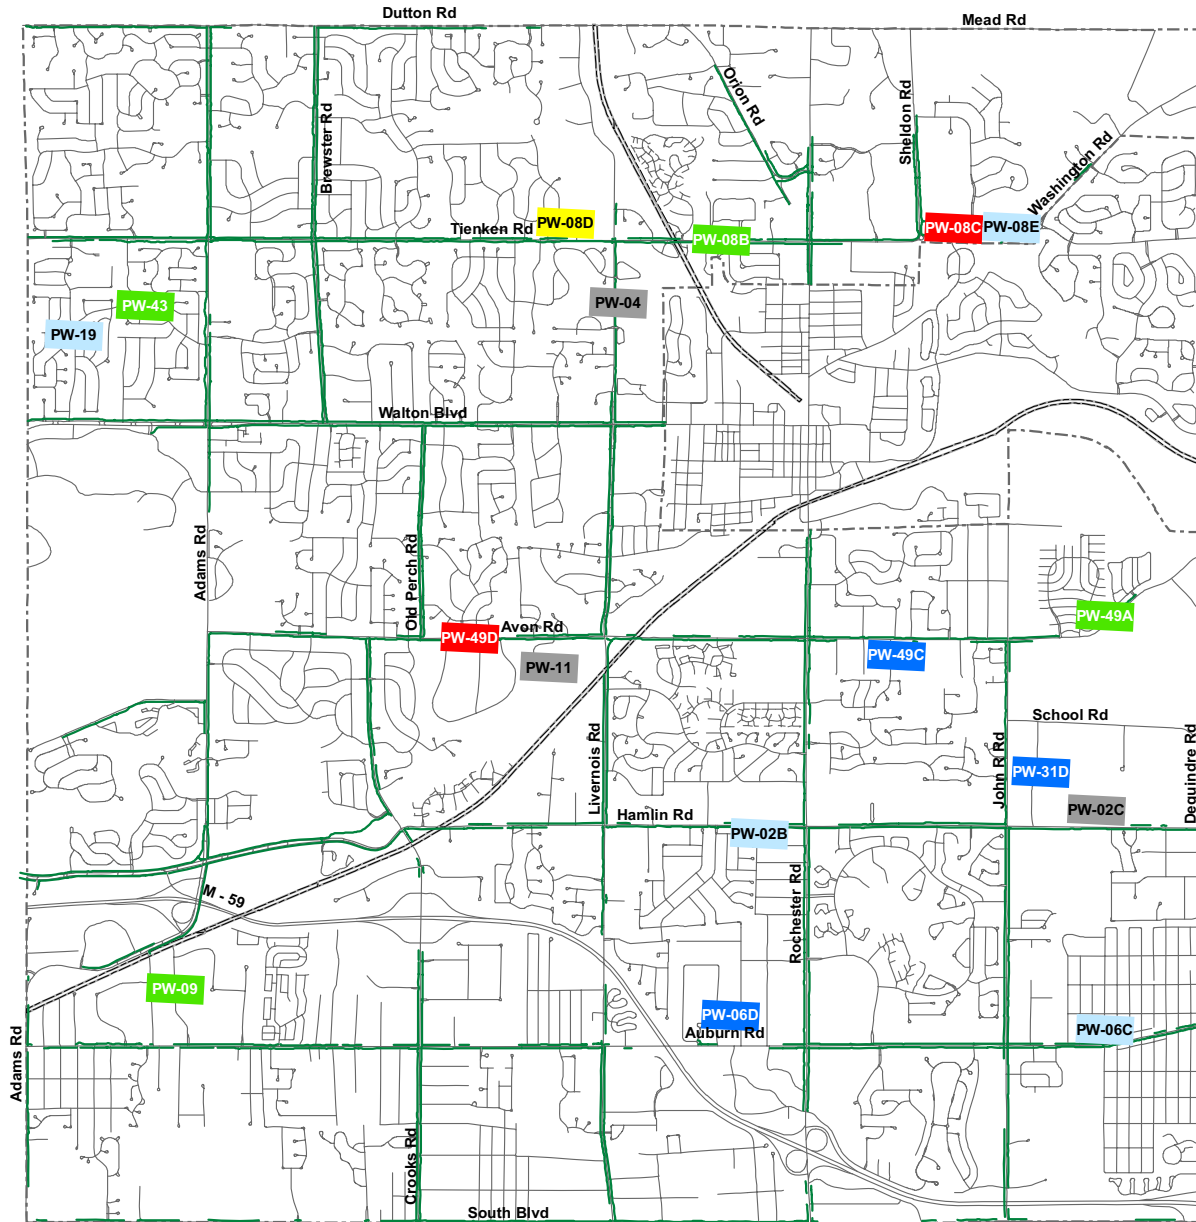 Dutton Rd
Mead Rd
Orion Rd
Sheldon Rd
Brewster Rd
Washington Rd
Tienken Rd
PW-08D
PW-08B
PW-08C
PW-08E
PW-43
PW-04
PW-19
Walton Blvd
Adams Rd
Old Perch Rd
PW-49D
Avon Rd
PW-49A
PW-11
PW-49C
School Rd
Livernois Rd
John R Rd
Dequindre Rd
PW-31D
PW-02C
Hamlin Rd
PW-02B
M - 59
Rochester Rd
PW-09
PW-06D
Auburn Rd
PW-06C
Adams Rd
Crooks Rd
South Blvd